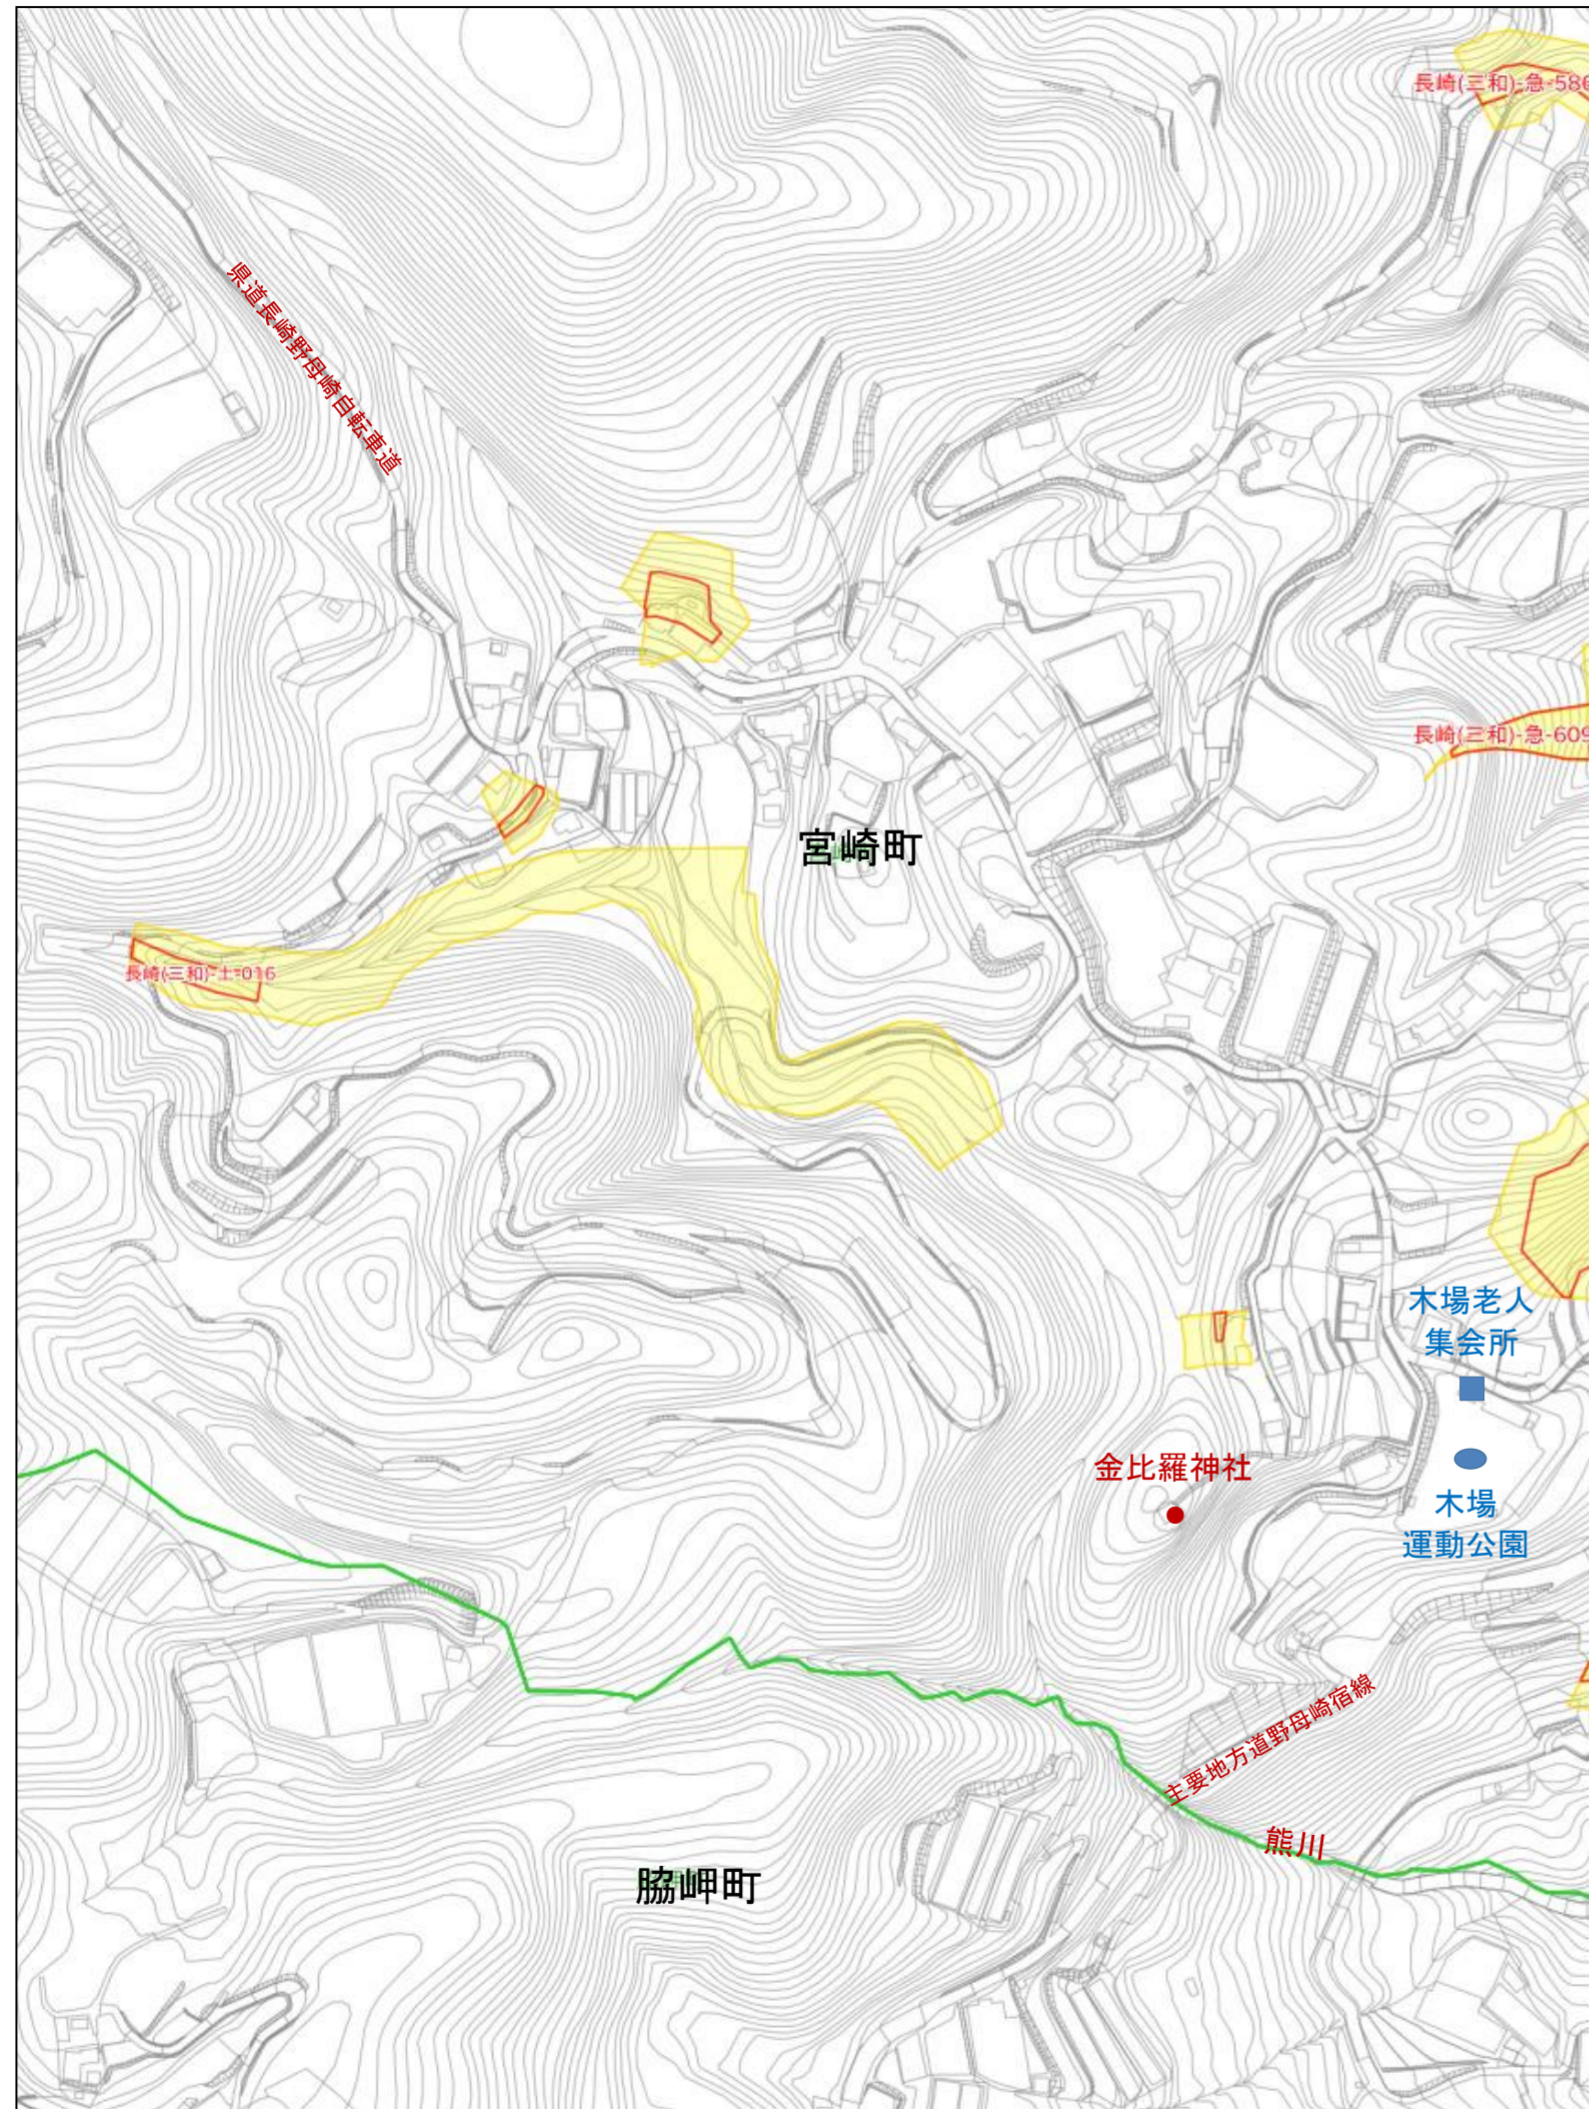 長崎(三和)-急-586
県道長崎野母崎自転車道
長崎(三和)-急-609
宮崎町
長崎(三和)-土-016
木場老人
集会所
金比羅神社
木場
運動公園
主要地方道野母崎宿線
熊川
脇岬町